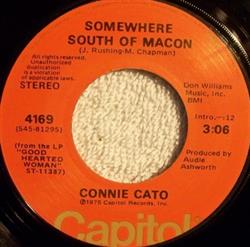 SOMEWHERE
SOUTH OF MACON
(J. Rushing-M. Chapman)
All rights reserved.
Unauthorized
duplication is
a violation of
applicable laws.
STEREO
Don Williams
Music, Inc.
BMI
4169
(S45-81295)
Intro.-:12
3:06
(from the LP
"GOOD
HEARTED
WOMAN"
ST-11387)
Produced by
Audie
Ashworth
CONNIE CATO
©1975 Capitol Records, Inc.
Capitol